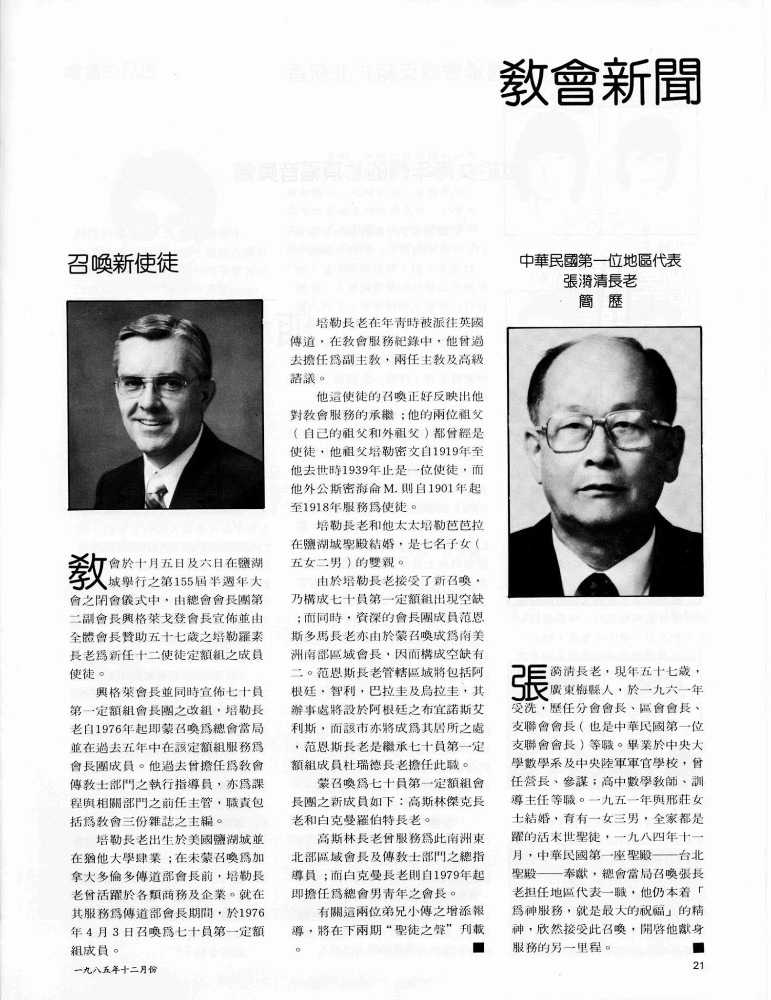 教會新聞
召喚新使徒
教會於十月五日及六日在鹽湖
城舉行之第155屆半週年大
會之閉會儀式中，由總會會長團第
二副會長興格萊戈登會長宣佈並由
全體會長贊助五十七歲之培勒羅素
長老爲新任十二使徒定額組之成員
使徒。
興格萊會長並同時宣佈七十員
第一定額組會長團之改組，培勒長
老自1976年起即蒙召喚爲總會當局
並在過去五年中在該定額組服務爲
會長團成員。他過去曾擔任爲教會
傳教士部門之執行指導員，亦爲課
程與相關部門之前任主管，職責包
括爲教會三份雜誌之主編。
培勒長老出生於美國鹽湖城並
在猶他大學肄業；在未蒙召喚爲加
拿大多倫多傳道部會長前，培勒長
老曾活躍於各類商務及企業。就在
其服務爲傳道部會長期間，於1976
年4月3日召喚爲七十員第一定額
組成員。
培勒長老在年靑時被派往英國
傳道，在教會服務紀錄中，他曾過
去擔任爲副主教，兩任主教及高級
諮議。
他這使徒的召喚正好反映出他
對教會服務的承繼；他的兩位祖父
（自己的祖父和外祖父）都曾經是
使徒，他祖父培勒密文自1919年至
他去世時1939年止是一位使徒，而
他外公斯密海侖M.則自1901年起
至1918年服務爲使徒。
培勒長老和他太太培勒芭芭拉
在鹽湖城聖殿結婚，是七名子女（
五女二男）的雙親。
由於培勒長老接受了新召喚，
乃構成七十員第一定額組出現空缺
；而同時，資深的會長團成員范恩
斯多馬長老亦由於蒙召喚成爲南美
洲南部區域會長，因而構成空缺有
二。范恩斯長老管轄區域將包括阿
根廷，智利，巴拉圭及烏拉圭，其
辦事處將設於阿根廷之布宜諾斯艾
利斯，而該市亦將成爲其居所之處
，范恩斯長老是繼承七十員第一定
額組成員杜瑞德長老擔任此職。
蒙召喚爲七十員第一定額組會
長團之新成員如下：高斯林傑克長
老和白克曼羅伯特長老。
高斯林長老曾服務爲此南洲東
北部區域會長及傳教士部門之總指
導員；而白克曼長老則自1979年起
即擔任爲總會男靑年之會長。
有關這兩位弟兄小傳之增添報
導，將在下兩期“聖徒之聲”刋載
。 ■
中華民國第一位地區代表
張漪清長老
簡 歷
張漪淸長老，現年五十七歲，
廣東梅縣人，於一九六一年
受洗，歷任分會會長、區會會長、
支聯會會長（也是中華民國第一位
支聯會會長）等職。畢業於中央大
學數學系及中央陸軍軍官學校，曾
任營長、參謀；高中數學教師、訓
導主任等職。一九五一年與邢莊女
士結婚，育有一女三男，全家都是
躍的活末世聖徒，一九八四年十一
月，中華民國第一座聖殿——台北
聖殿——奉獻，總會當局召喚張長
老担任地區代表一職，他仍本着「
爲神服務，就是最大的祝福」的精
神，欣然接受此召喚，開啓他獻身
服務的另一里程。 ■
一九八五年十二月份
21